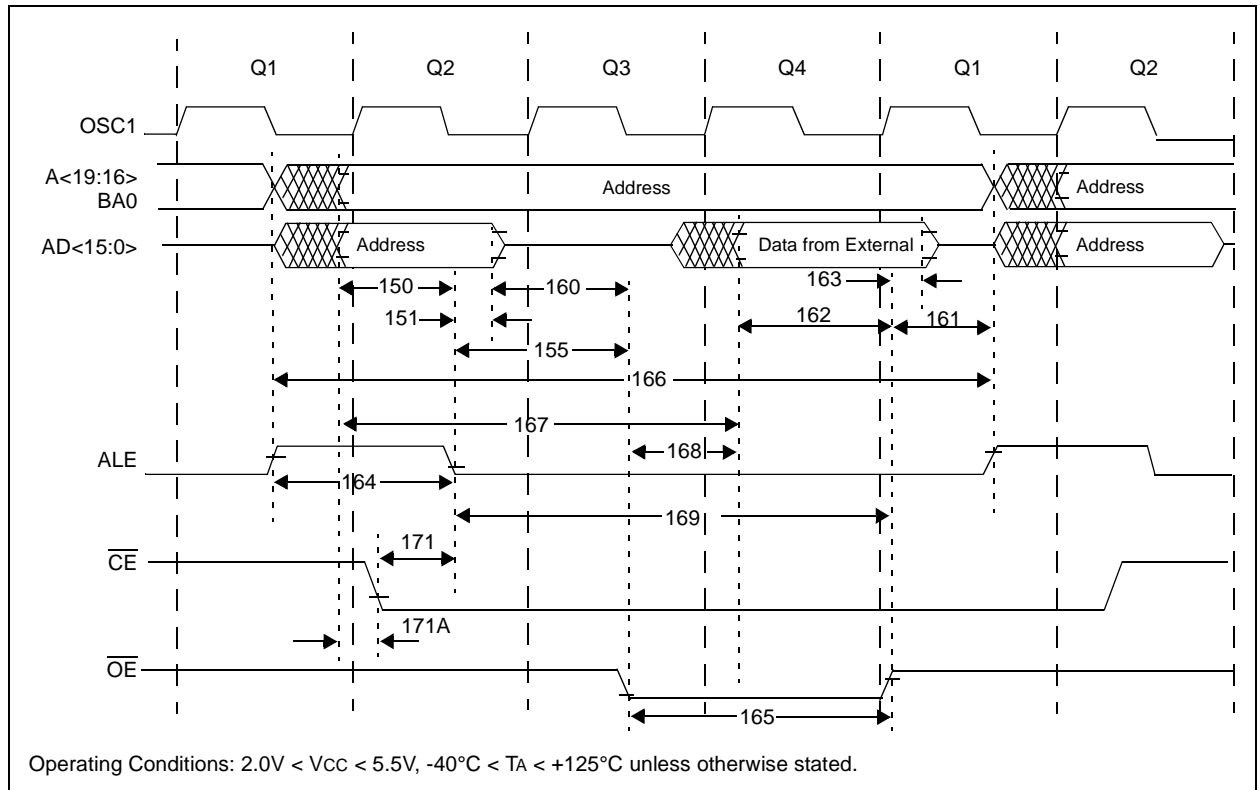 Q1 Q2 Q3 Q4 Q1 Q2
OSC1
A<19:16>
BA0
Address
Address
AD<15:0>
Address
Data from External
Address
150
160
163
151
162
161
155
166
167
168
ALE
164
169
CE
171
171A
OE
165
Operating Conditions: 2.0V < VCC < 5.5V, -40°C < TA < +125°C unless otherwise stated.